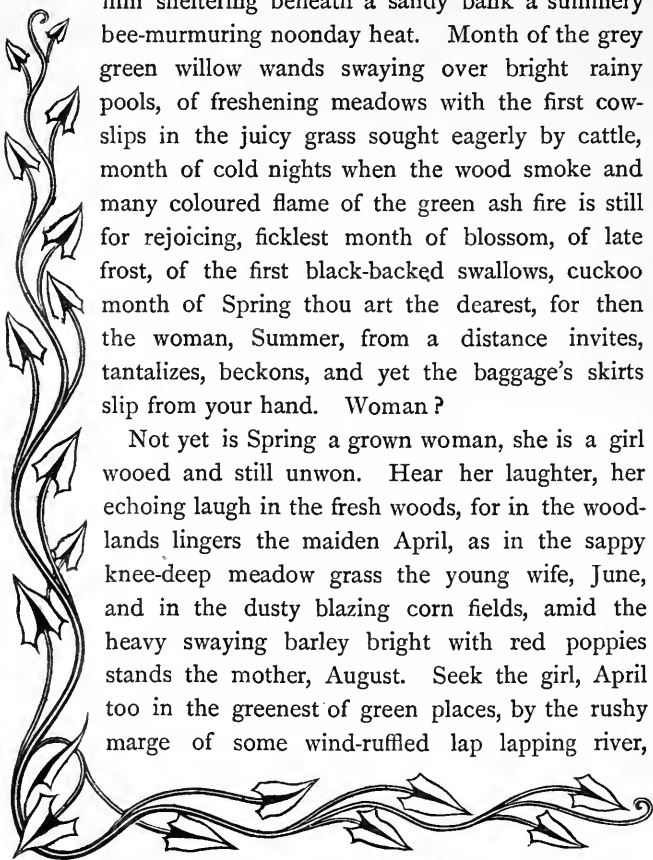 him sheltering beneath a sandy bank a summery
bee-murmuring noonday heat. Month of the grey
green willow wands swaying over bright rainy
pools, of freshening meadows with the first cow-
slips in the juicy grass sought eagerly by cattle,
month of cold nights when the wood smoke and
many coloured flame of the green ash fire is still
for rejoicing, ficklest month of blossom, of late
frost, of the first black-backed swallows, cuckoo
month of Spring thou art the dearest, for then
the woman, Summer, from a distance invites,
tantalizes, beckons, and yet the baggage's skirts
slip from your hand. Woman?
Not yet is Spring a grown woman, she is a girl
wooed and still unwon. Hear her laughter, her
echoing laugh in the fresh woods, for in the wood-
lands lingers the maiden April, as in the sappy
knee-deep meadow grass the young wife, June,
and in the dusty blazing corn fields, amid the
heavy swaying barley bright with red poppies
stands the mother, August. Seek the girl, April
too in the greenest of green places, by the rushy
marge of some wind-ruffled lap lapping river,